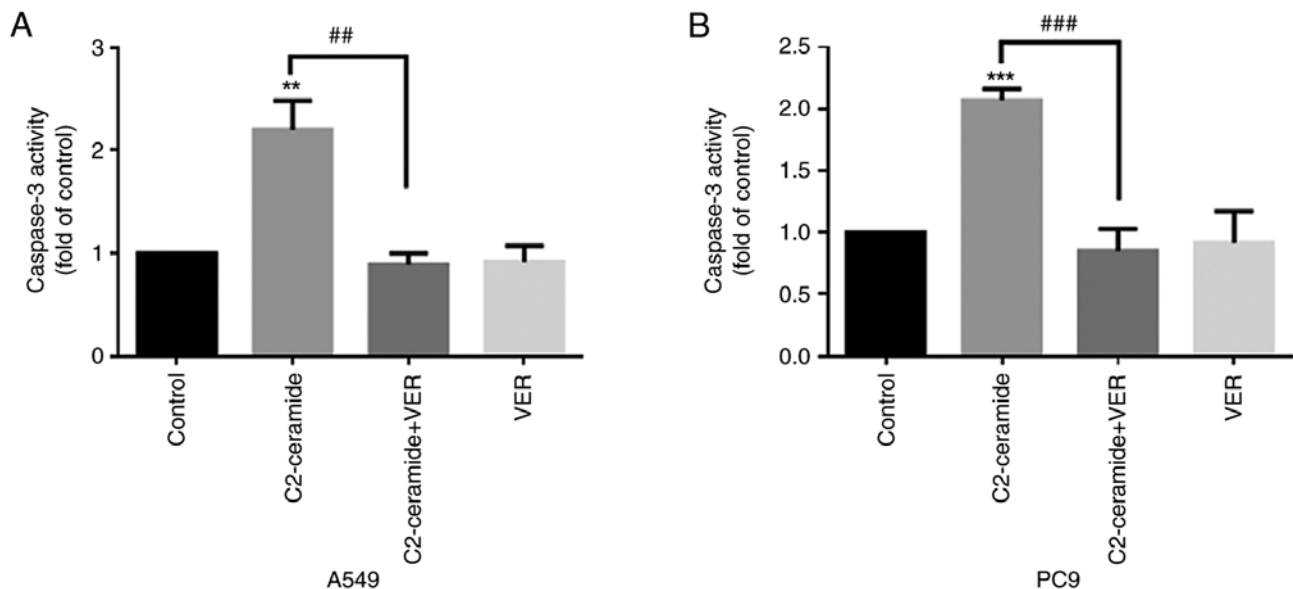 A
Caspase-3 activity
(fold of control)
3
2
1
0
##
**
Control
C2-ceramide
C2-ceramide+VER
VER
A549
B
Caspase-3 activity
(fold of control)
2.5
2.0
1.5
1.0
0.5
0.0
###
***
Control
C2-ceramide
C2-ceramide+VER
VER
PC9